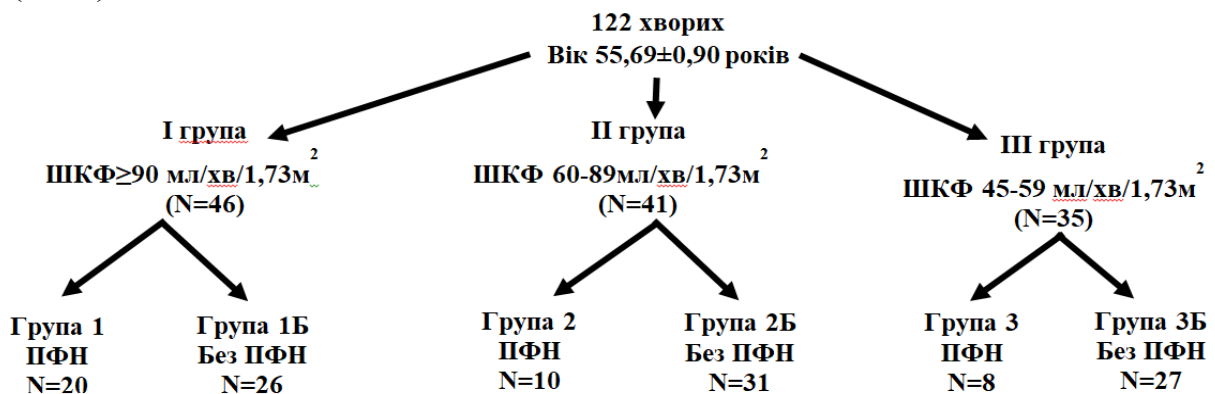 122 хворих
Вік 55,69±0,90 років
І група
ШКФ≥90 мл/хв/1,73м²
(N=46)
ІІ група
ШКФ 60-89мл/хв/1,73м²
(N=41)
ІІІ група
ШКФ 45-59 мл/хв/1,73м²
(N=35)
Група 1
ПФН
N=20
Група 1Б
Без ПФН
N=26
Група 2
ПФН
N=10
Група 2Б
Без ПФН
N=31
Група 3
ПФН
N=8
Група 3Б
Без ПФН
N=27